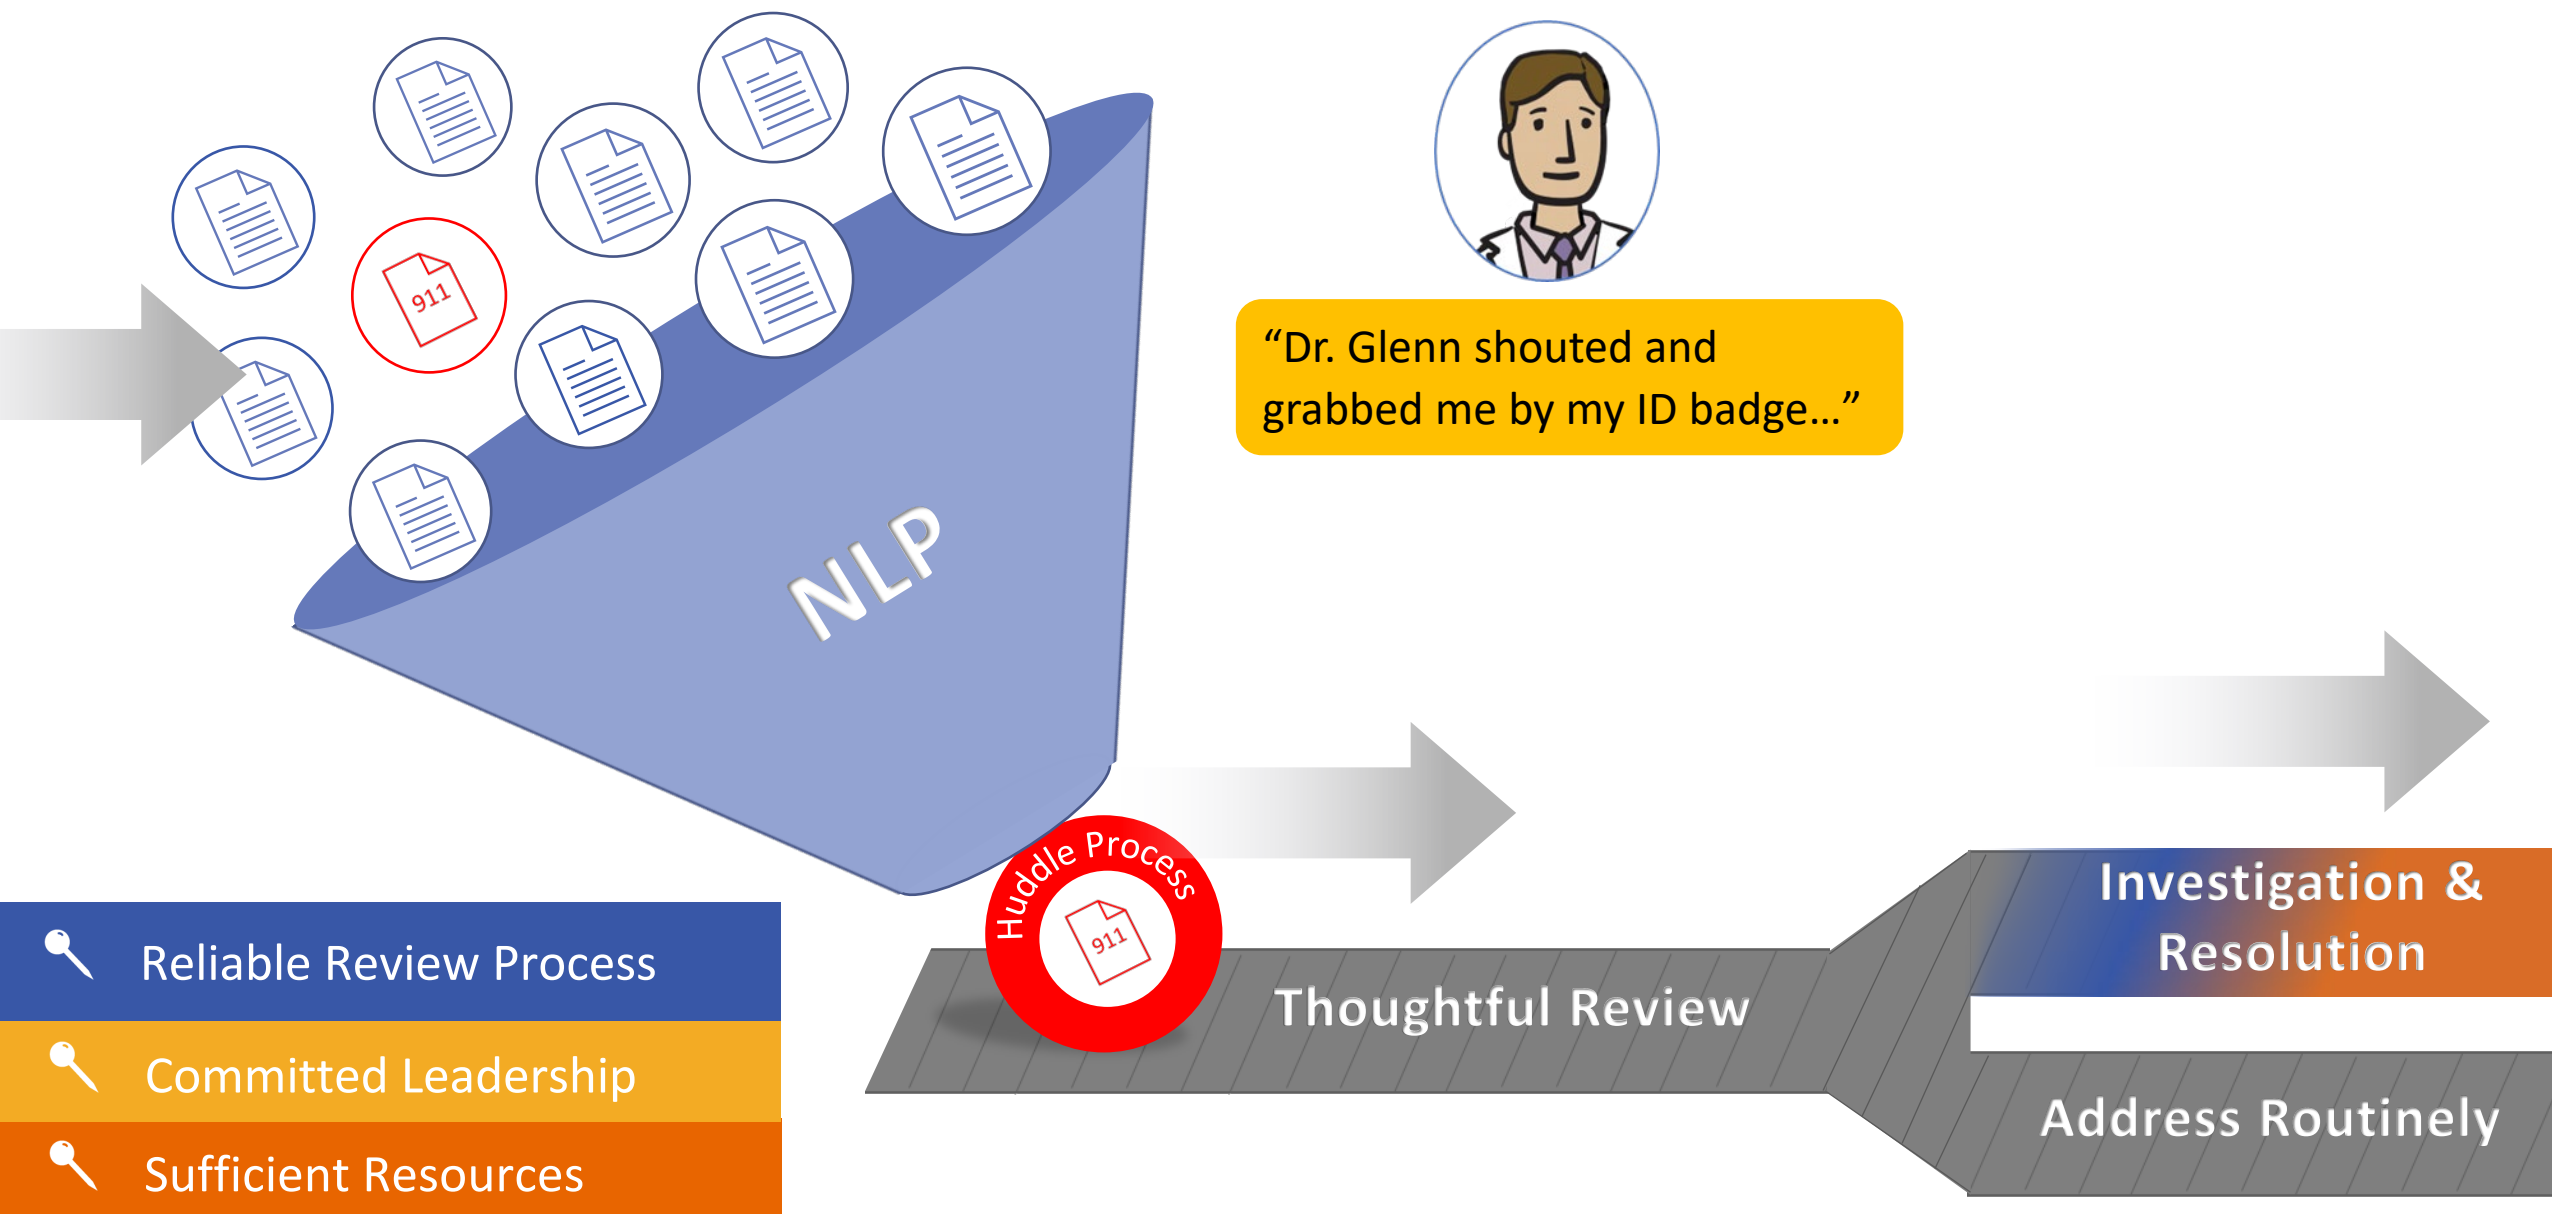 911
“Dr. Glenn shouted and
grabbed me by my ID badge...”
NLP
Huddle Process
911
Thoughtful Review
Investigation &
Resolution
Address Routinely
Reliable Review Process
Committed Leadership
Sufficient Resources